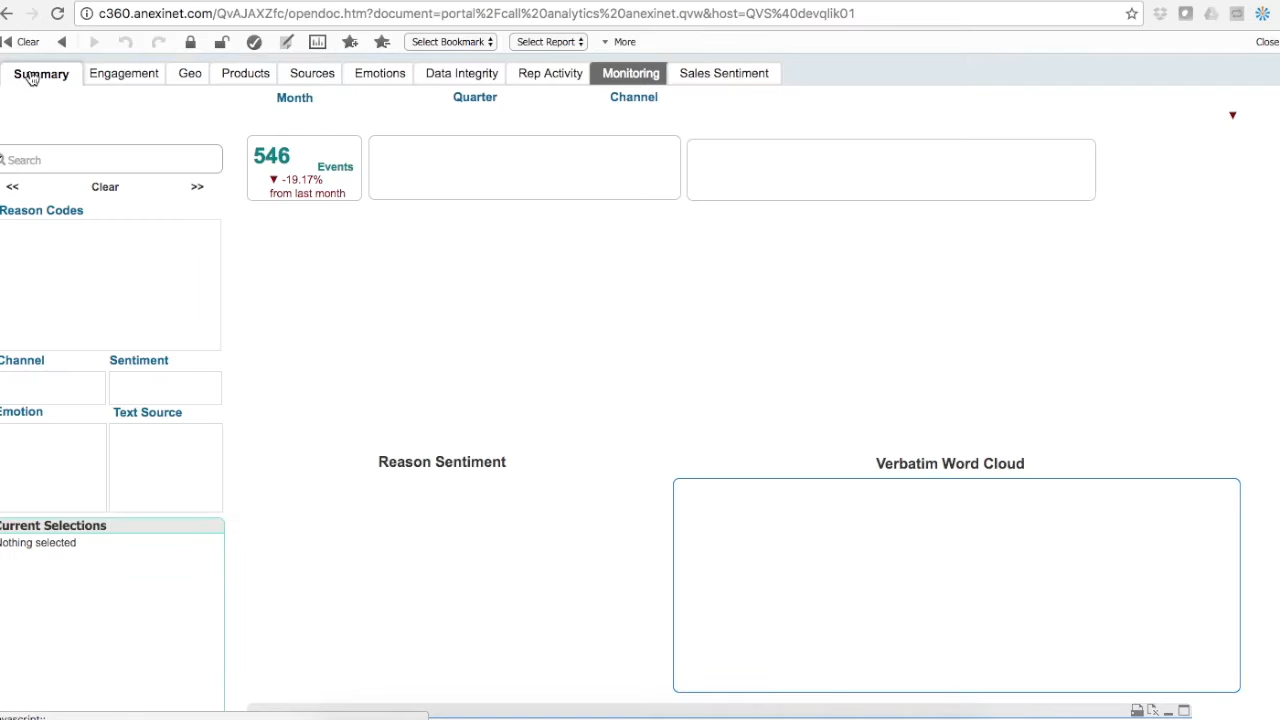 c360.anexinet.com/QvAJAXZfc/opendoc.htm?document=portal%2Fcall%20analytics%20anexinet.qvw&host=QVS%40devqlik01
Clear Select Bookmark Select Report More Close
Summary Engagement Geo Products Sources Emotions Data Integrity Rep Activity Monitoring Sales Sentiment
Month Quarter Channel
Search
546 Events
-19.17%
from last month
<< Clear >>
Reason Codes
Channel Sentiment
Emotion Text Source
Reason Sentiment Verbatim Word Cloud
Current Selections
Nothing selected